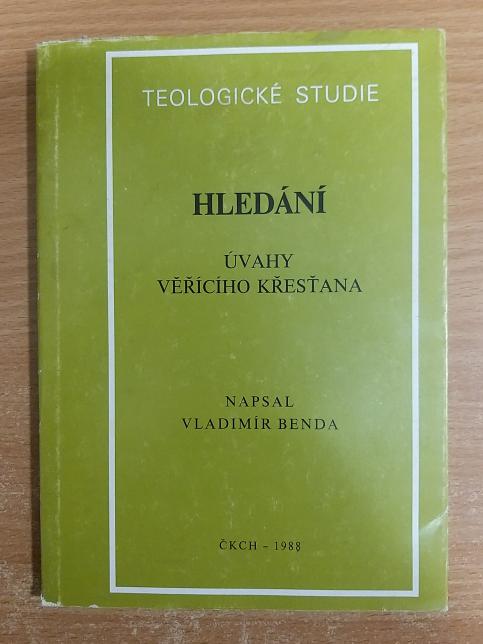 TEOLOGICKÉ STUDIE
HLEDÁNÍ
ÚVAHY
VĚŘÍCÍHO KŘESŤANA
NAPSAL
VLADIMÍR BENDA
ČKCH – 1988